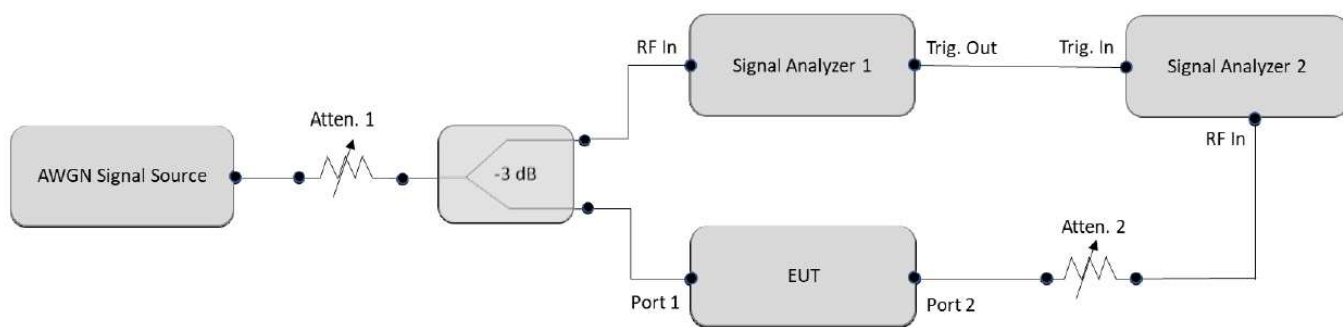 RF In
Signal Analyzer 1
Trig. Out
Trig. In
Signal Analyzer 2
Atten. 1
RF In
AWGN Signal Source
-3 dB
Atten. 2
EUT
Port 1
Port 2